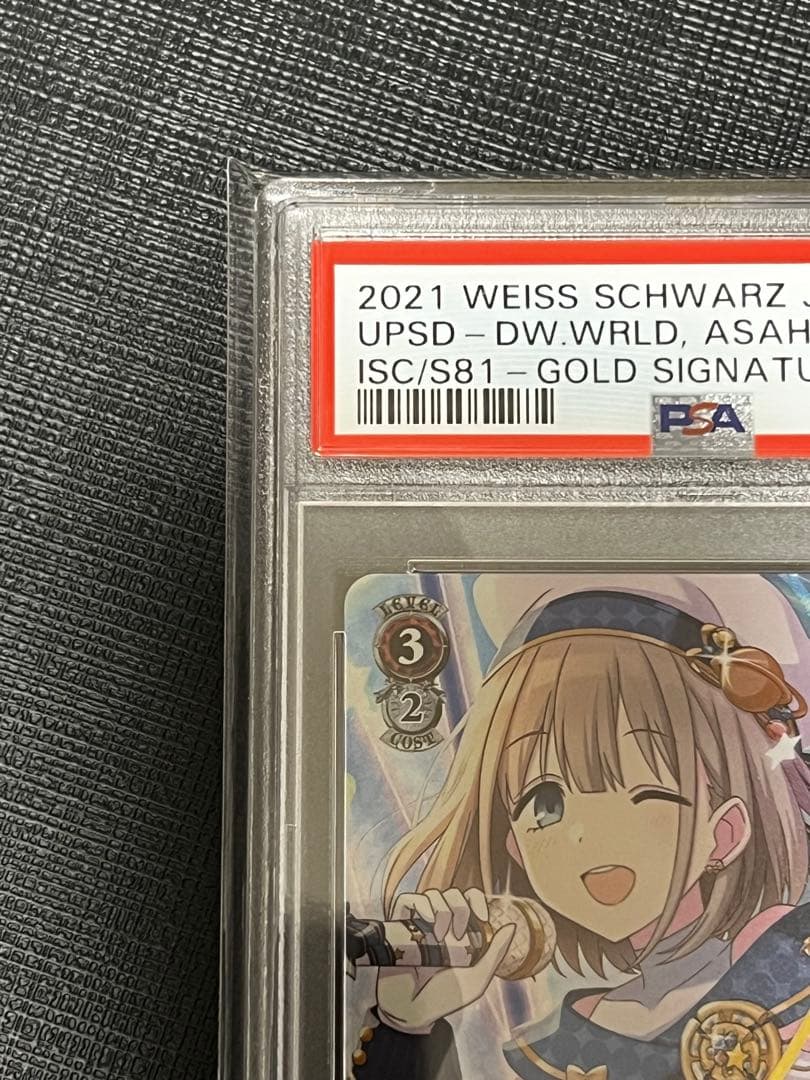 2021 WEISS SCHWARZ
UPSD-DW.WRLD, ASAH
ISC/S81-GOLD SIGNATU
PSA
LEVEL
3
2
COST